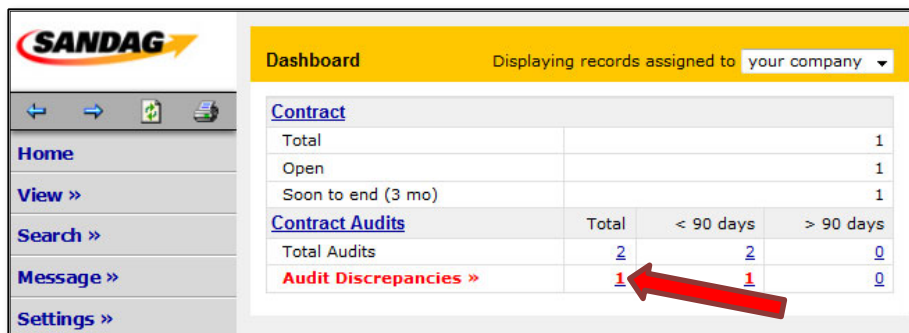 SANDAG
Dashboard Displaying records assigned to your company
Contract
Total 1
Open 1
Soon to end (3 mo) 1
Contract Audits Total < 90 days > 90 days
Total Audits 2 2 0
Audit Discrepancies » 1 1 0
Home
View »
Search »
Message »
Settings »